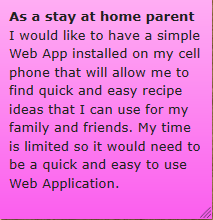 As a stay at home parent
I would like to have a simple
Web App installed on my cell
phone that will allow me to
find quick and easy recipe
ideas that I can use for my
family and friends. My time
is limited so it would need to
be a quick and easy to use
Web Application.